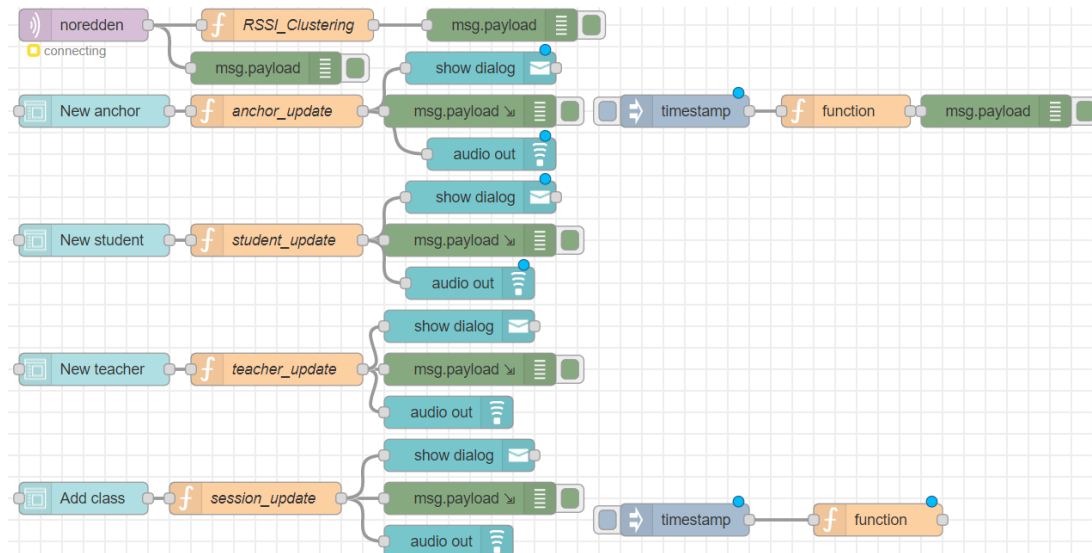 noredden
RSSI_Clustering
msg.payload
connecting
msg.payload
show dialog
New anchor
anchor_update
msg.payload
timestamp
function
msg.payload
audio out
show dialog
New student
student_update
msg.payload
audio out
show dialog
New teacher
teacher_update
msg.payload
audio out
show dialog
Add class
session_update
msg.payload
timestamp
function
audio out